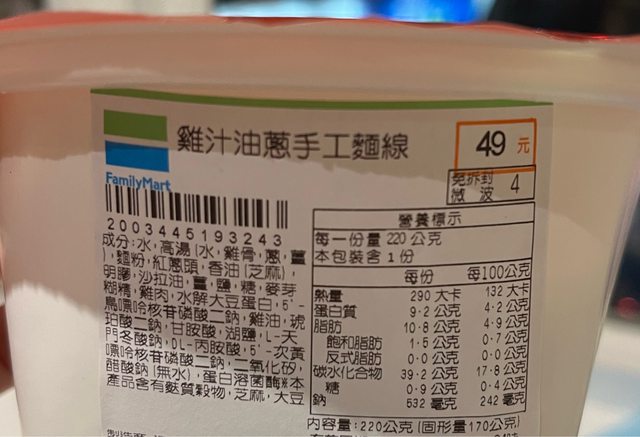 雞汁油蔥手工麵線
49 元
免拆封
微波 4
FamilyMart
2003445193243
成分:水,高湯(水,雞骨,蔥,薑
),麵粉,紅蔥頭,香油(芝麻),
明膠,沙拉油,薑,鹽,糖,麥芽
糊精,雞肉,水解大豆蛋白,5'-
鳥嘌呤核苷磷酸二鈉,雞油,琥
珀酸二鈉,甘胺酸,湖鹽,L-天
門冬酸鈉,DL-丙胺酸,5'-次黃
嘌呤核苷磷酸二鈉,二氧化矽,
醋酸鈉(無水),蛋白溶菌酶※本
產品含有麩質穀物,芝麻,大豆
營養標示
每一份量 220 公克
本包裝含 1 份
每份 每100公克
熱量 290 大卡 132 大卡
蛋白質 9.2 公克 4.2 公克
脂肪 10.8 公克 4.9 公克
飽和脂肪 1.5 公克 0.7 公克
反式脂肪 0.0 公克 0.0 公克
碳水化合物 39.2 公克 17.8 公克
糖 0.9 公克 0.4 公克
鈉 532 毫克 242 毫克
內容量:220公克(固形量170公克)